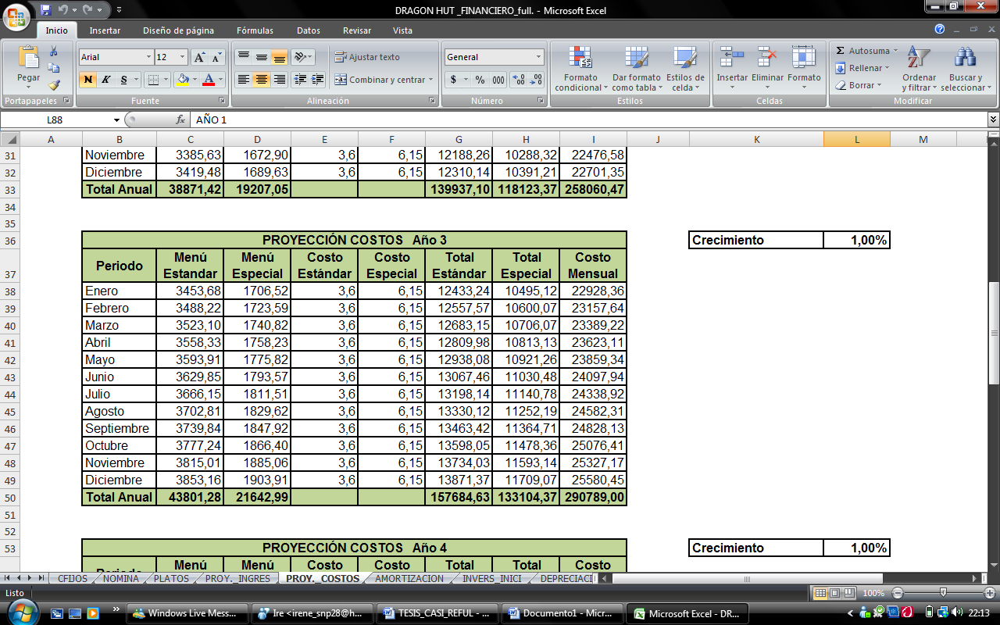 DRAGON HUT _FINANCIERO_full. - Microsoft Excel
Inicio Insertar Diseño de página Fórmulas Datos Revisar Vista
Pegar
Portapapeles
Arial 12
N K S
Fuente
Ajustar texto
Combinar y centrar
Alineación
General
$ % 000
Número
Formato condicional
Dar formato como tabla
Estilos de celda
Estilos
Insertar Eliminar Formato
Celdas
Autosuma
Rellenar
Borrar
Ordenar y filtrar
Buscar y seleccionar
Modificar
L88 fx AÑO 1
A B C D E F G H I J K L M
31 Noviembre 3385,63 1672,90 3,6 6,15 12188,26 10288,32 22476,58
32 Diciembre 3419,48 1689,63 3,6 6,15 12310,14 10391,21 22701,35
33 Total Anual 38871,42 19207,05 139937,10 118123,37 258060,47
34
35
36 PROYECCIÓN COSTOS Año 3 Crecimiento 1,00%
37 Periodo Menú Estandar Menú Especial Costo Estándar Costo Especial Total Estándar Total Especial Costo Mensual
38 Enero 3453,68 1706,52 3,6 6,15 12433,24 10495,12 22928,36
39 Febrero 3488,22 1723,59 3,6 6,15 12557,57 10600,07 23157,64
40 Marzo 3523,10 1740,82 3,6 6,15 12683,15 10706,07 23389,22
41 Abril 3558,33 1758,23 3,6 6,15 12809,98 10813,13 23623,11
42 Mayo 3593,91 1775,82 3,6 6,15 12938,08 10921,26 23859,34
43 Junio 3629,85 1793,57 3,6 6,15 13067,46 11030,48 24097,94
44 Julio 3666,15 1811,51 3,6 6,15 13198,14 11140,78 24338,92
45 Agosto 3702,81 1829,62 3,6 6,15 13330,12 11252,19 24582,31
46 Septiembre 3739,84 1847,92 3,6 6,15 13463,42 11364,71 24828,13
47 Octubre 3777,24 1866,40 3,6 6,15 13598,05 11478,36 25076,41
48 Noviembre 3815,01 1885,06 3,6 6,15 13734,03 11593,14 25327,17
49 Diciembre 3853,16 1903,91 3,6 6,15 13871,37 11709,07 25580,45
50 Total Anual 43801,28 21642,99 157684,63 133104,37 290789,00
51
52
53 PROYECCIÓN COSTOS Año 4 Crecimiento 1,00%
Periodo Menú Menú Costo Costo Total Total Costo
CFIJOS NOMINA PLATOS PROY._INGRES PROY._COSTOS AMORTIZACION INVERS_INICI DEPRECIACI
Listo 100%
Windows Live Mess... Ire <irene_snp28@h... TESIS_CASI_REFUL - ... Documento1 - Micr... Microsoft Excel - DR... 22:13